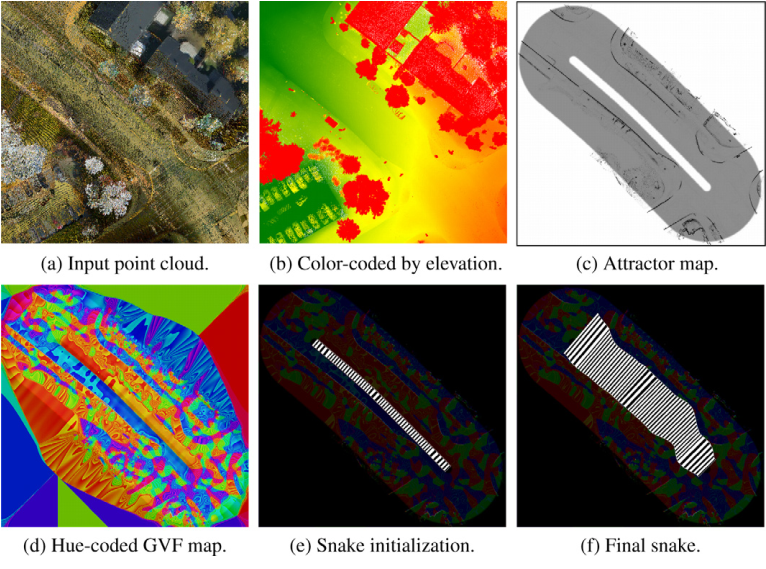 (a) Input point cloud.
(b) Color-coded by elevation.
(c) Attractor map.
(d) Hue-coded GVF map.
(e) Snake initialization.
(f) Final snake.